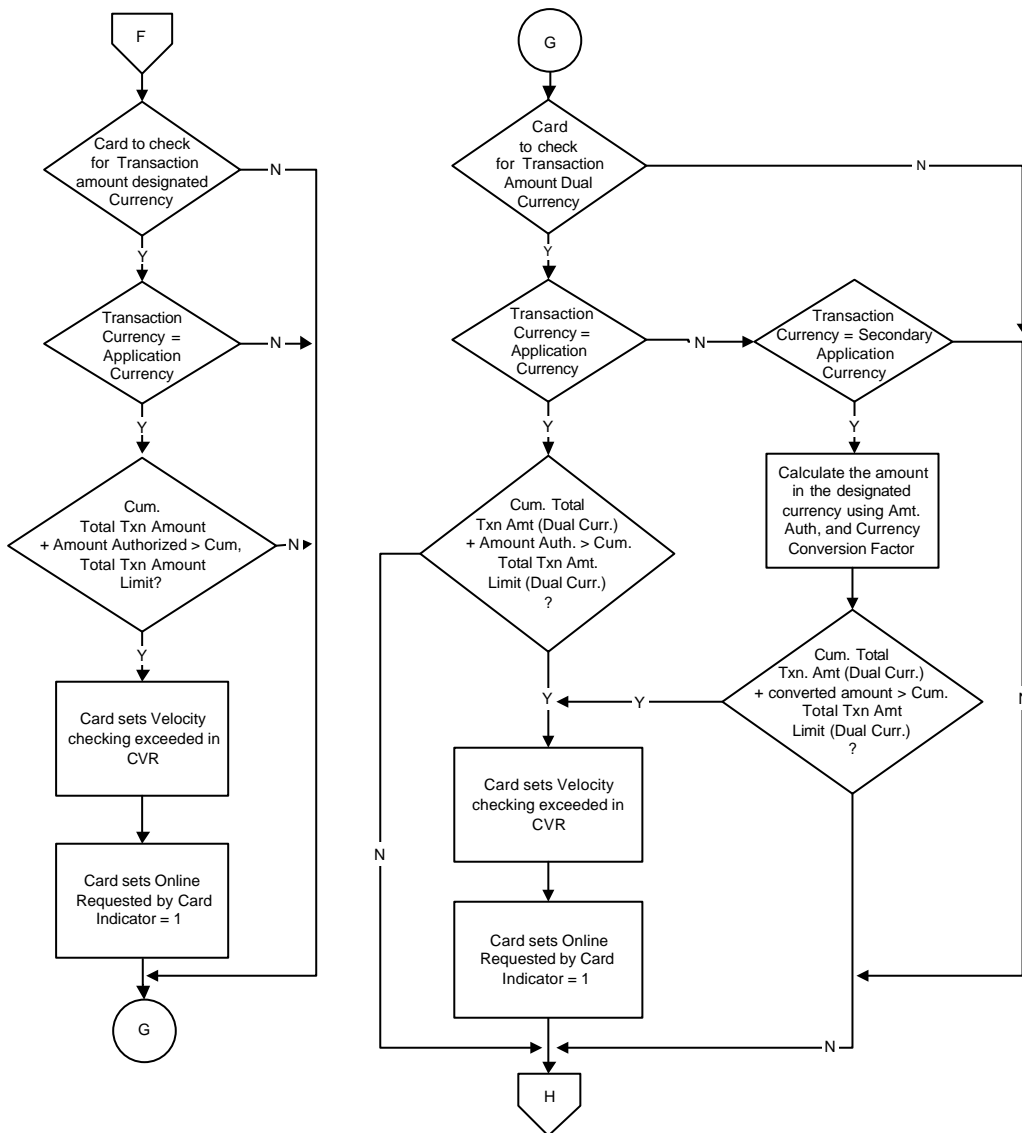 F
Card to check
for Transaction
amount designated
Currency
N
Y
Transaction
Currency =
Application
Currency
N
Y
Cum.
Total Txn Amount
+ Amount Authorized > Cum,
Total Txn Amount
Limit?
N
Y
Card sets Velocity
checking exceeded in
CVR
Card sets Online
Requested by Card
Indicator = 1
G
G
Card
to check
for Transaction
Amount Dual
Currency
N
Y
Transaction
Currency =
Application
Currency
N
Transaction
Currency = Secondary
Application
Currency
Y
Y
Cum. Total
Txn Amt (Dual Curr.)
+ Amount Auth. > Cum.
Total Txn Amt.
Limit (Dual Curr.)
?
Calculate the amount
in the designated
currency using Amt.
Auth, and Currency
Conversion Factor
Cum. Total
Txn. Amt (Dual Curr.)
+ converted amount > Cum.
Total Txn Amt
Limit (Dual Curr.)
?
N
Y
Y
Card sets Velocity
checking exceeded in
CVR
N
Card sets Online
Requested by Card
Indicator = 1
N
H